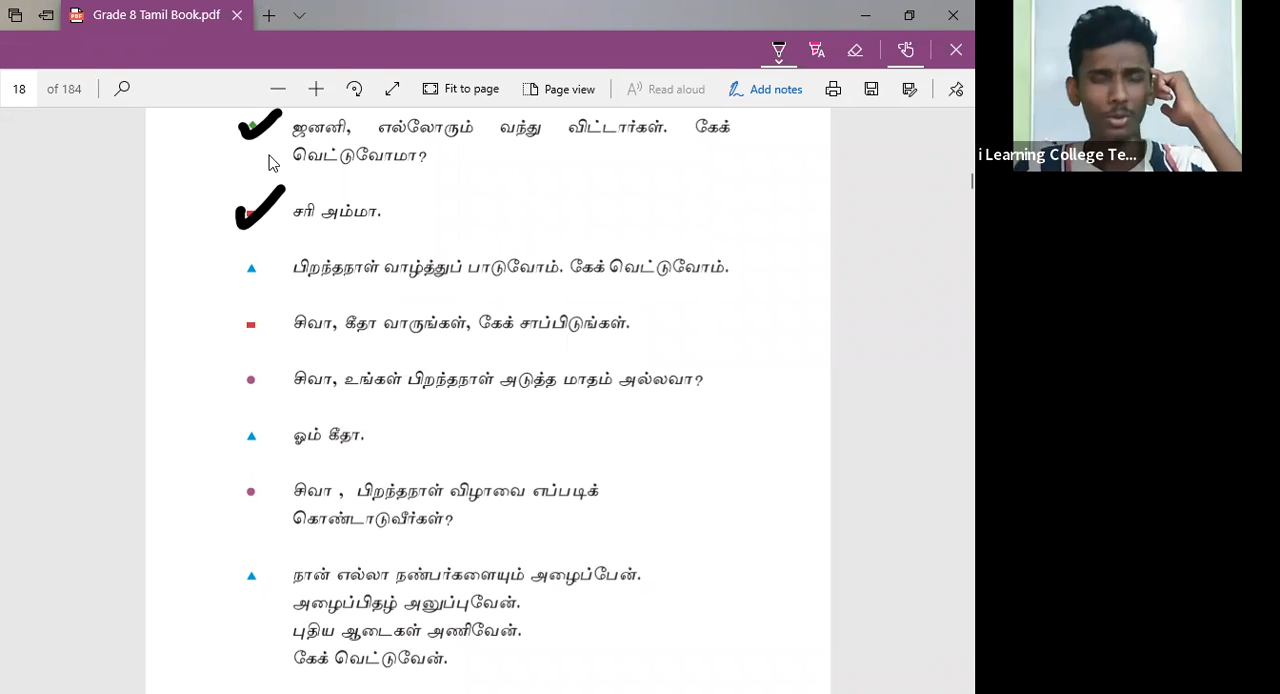 Grade 8 Tamil Book.pdf
18 of 184
Fit to page
Page view
Read aloud
Add notes
i Learning College Te...
ஜனனி, எல்லோரும் வந்து விட்டார்கள். கேக்
வெட்டுவோமா?
சரி அம்மா.
பிறந்தநாள் வாழ்த்துப் பாடுவோம். கேக் வெட்டுவோம்.
சிவா, கீதா வாருங்கள், கேக் சாப்பிடுங்கள்.
சிவா, உங்கள் பிறந்தநாள் அடுத்த மாதம் அல்லவா?
ஓம் கீதா.
சிவா , பிறந்தநாள் விழாவை எப்படிக்
கொண்டாடுவீர்கள்?
நான் எல்லா நண்பர்களையும் அழைப்பேன்.
அழைப்பிதழ் அனுப்புவேன்.
புதிய ஆடைகள் அணிவேன்.
கேக் வெட்டுவேன்.